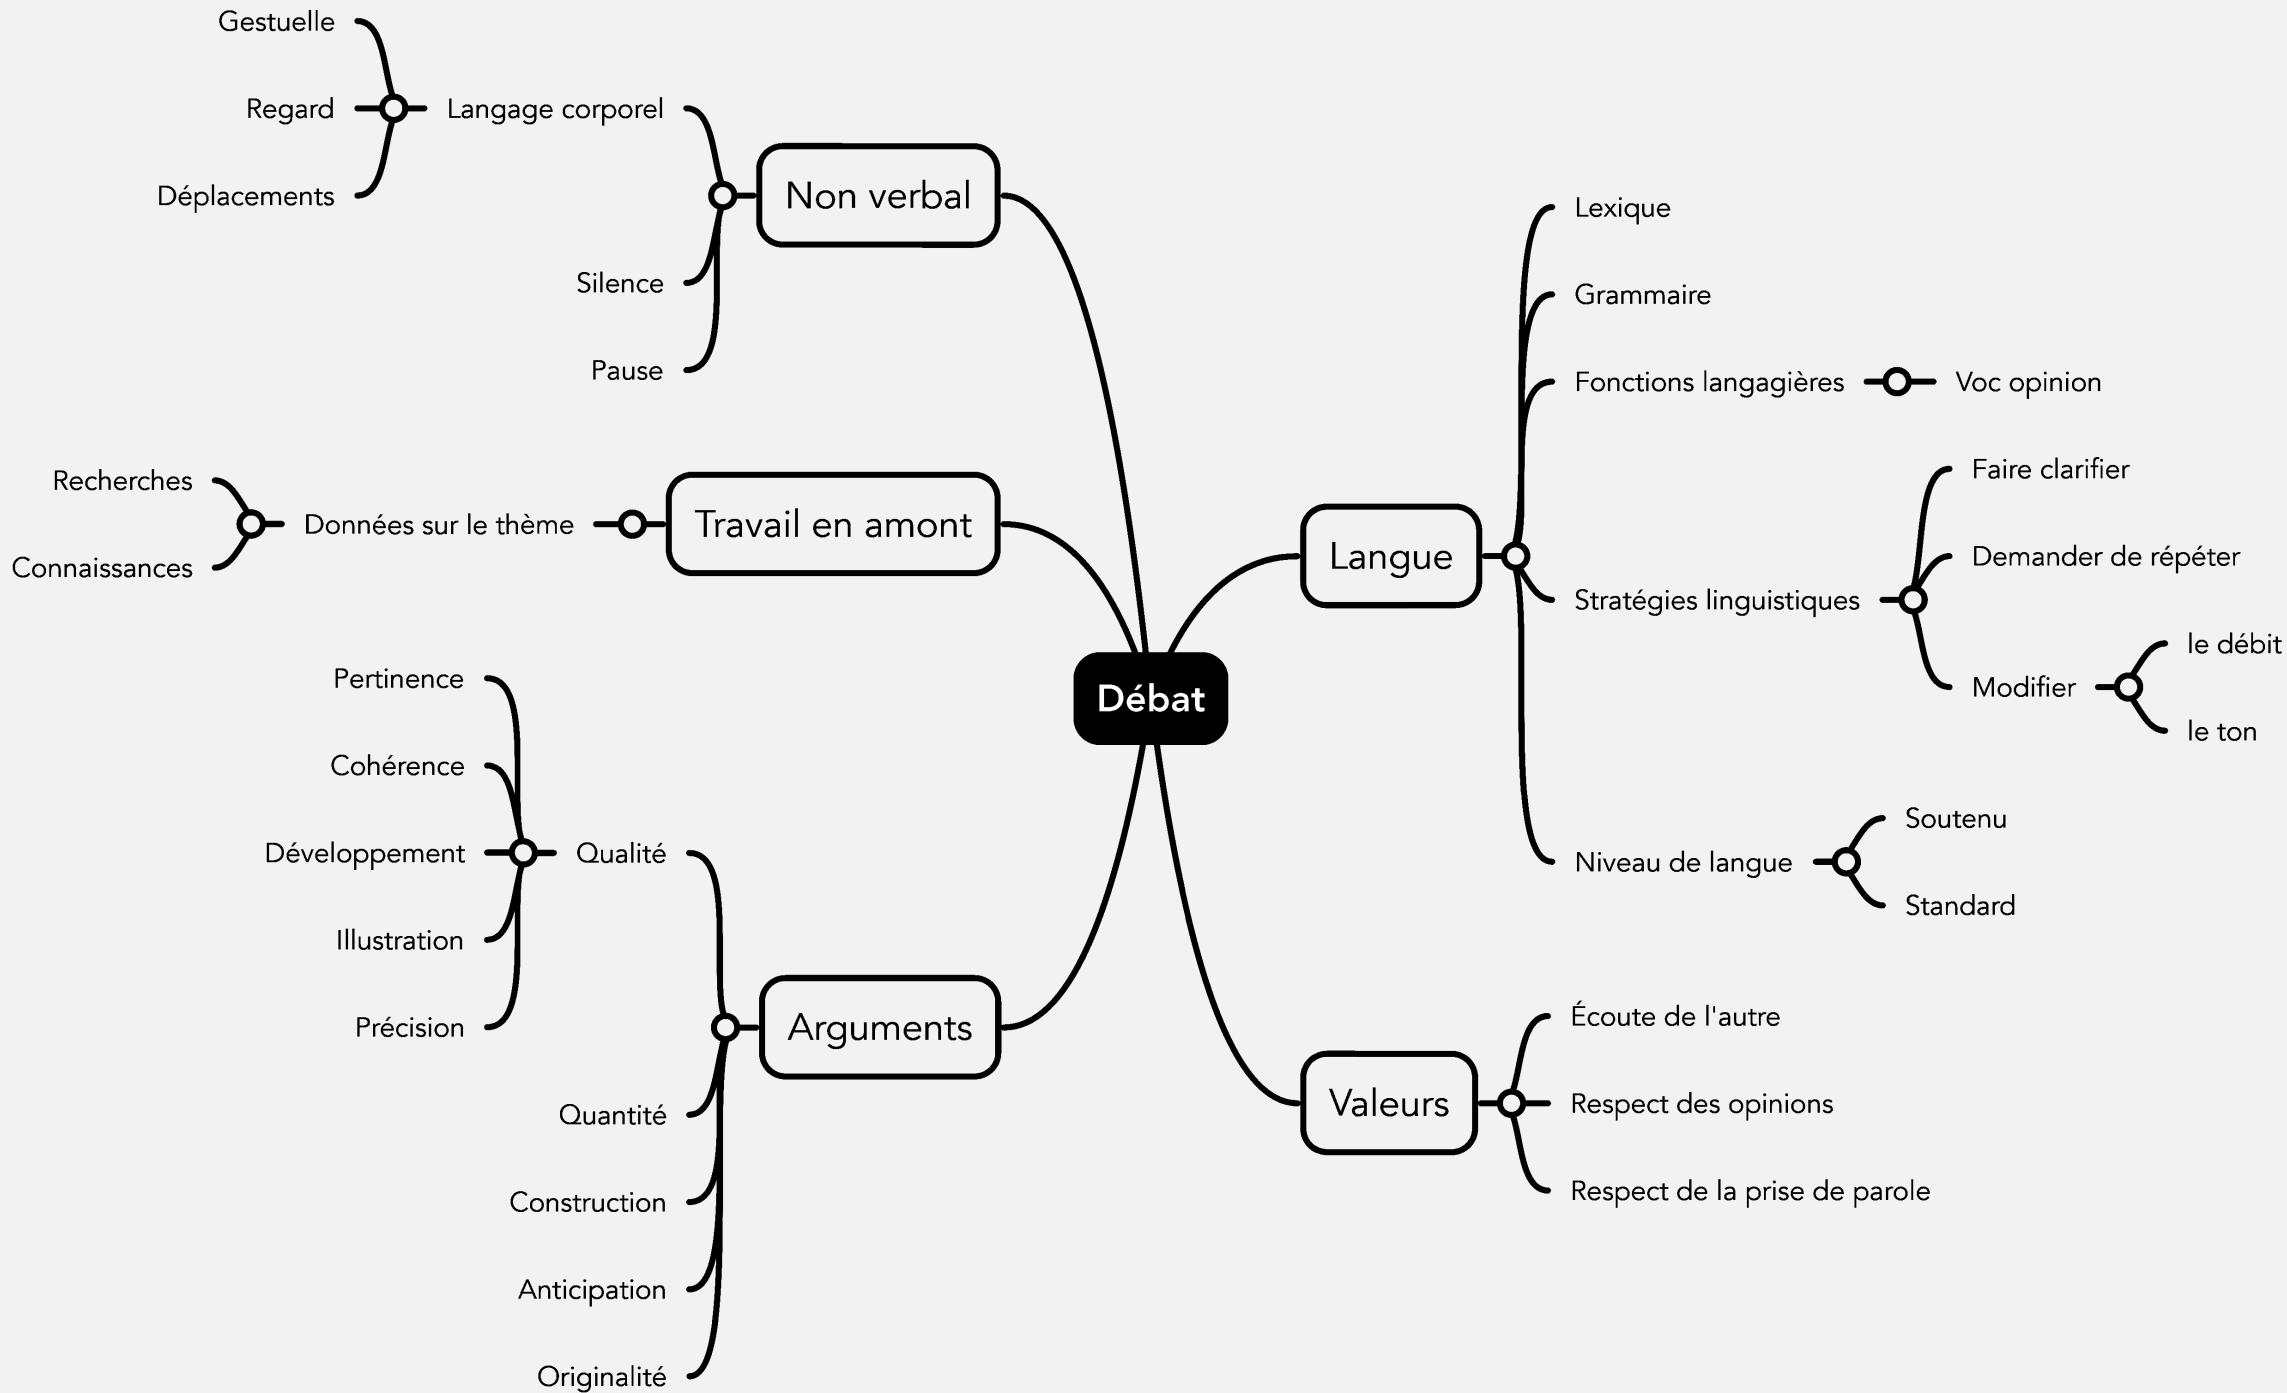 Débat
Non verbal
Langage corporel
Gestuelle
Regard
Déplacements
Silence
Pause
Travail en amont
Données sur le thème
Recherches
Connaissances
Arguments
Qualité
Pertinence
Cohérence
Développement
Illustration
Précision
Quantité
Construction
Anticipation
Originalité
Langue
Lexique
Grammaire
Fonctions langagières
Voc opinion
Stratégies linguistiques
Faire clarifier
Demander de répéter
Modifier
le débit
le ton
Niveau de langue
Soutenu
Standard
Valeurs
Écoute de l'autre
Respect des opinions
Respect de la prise de parole